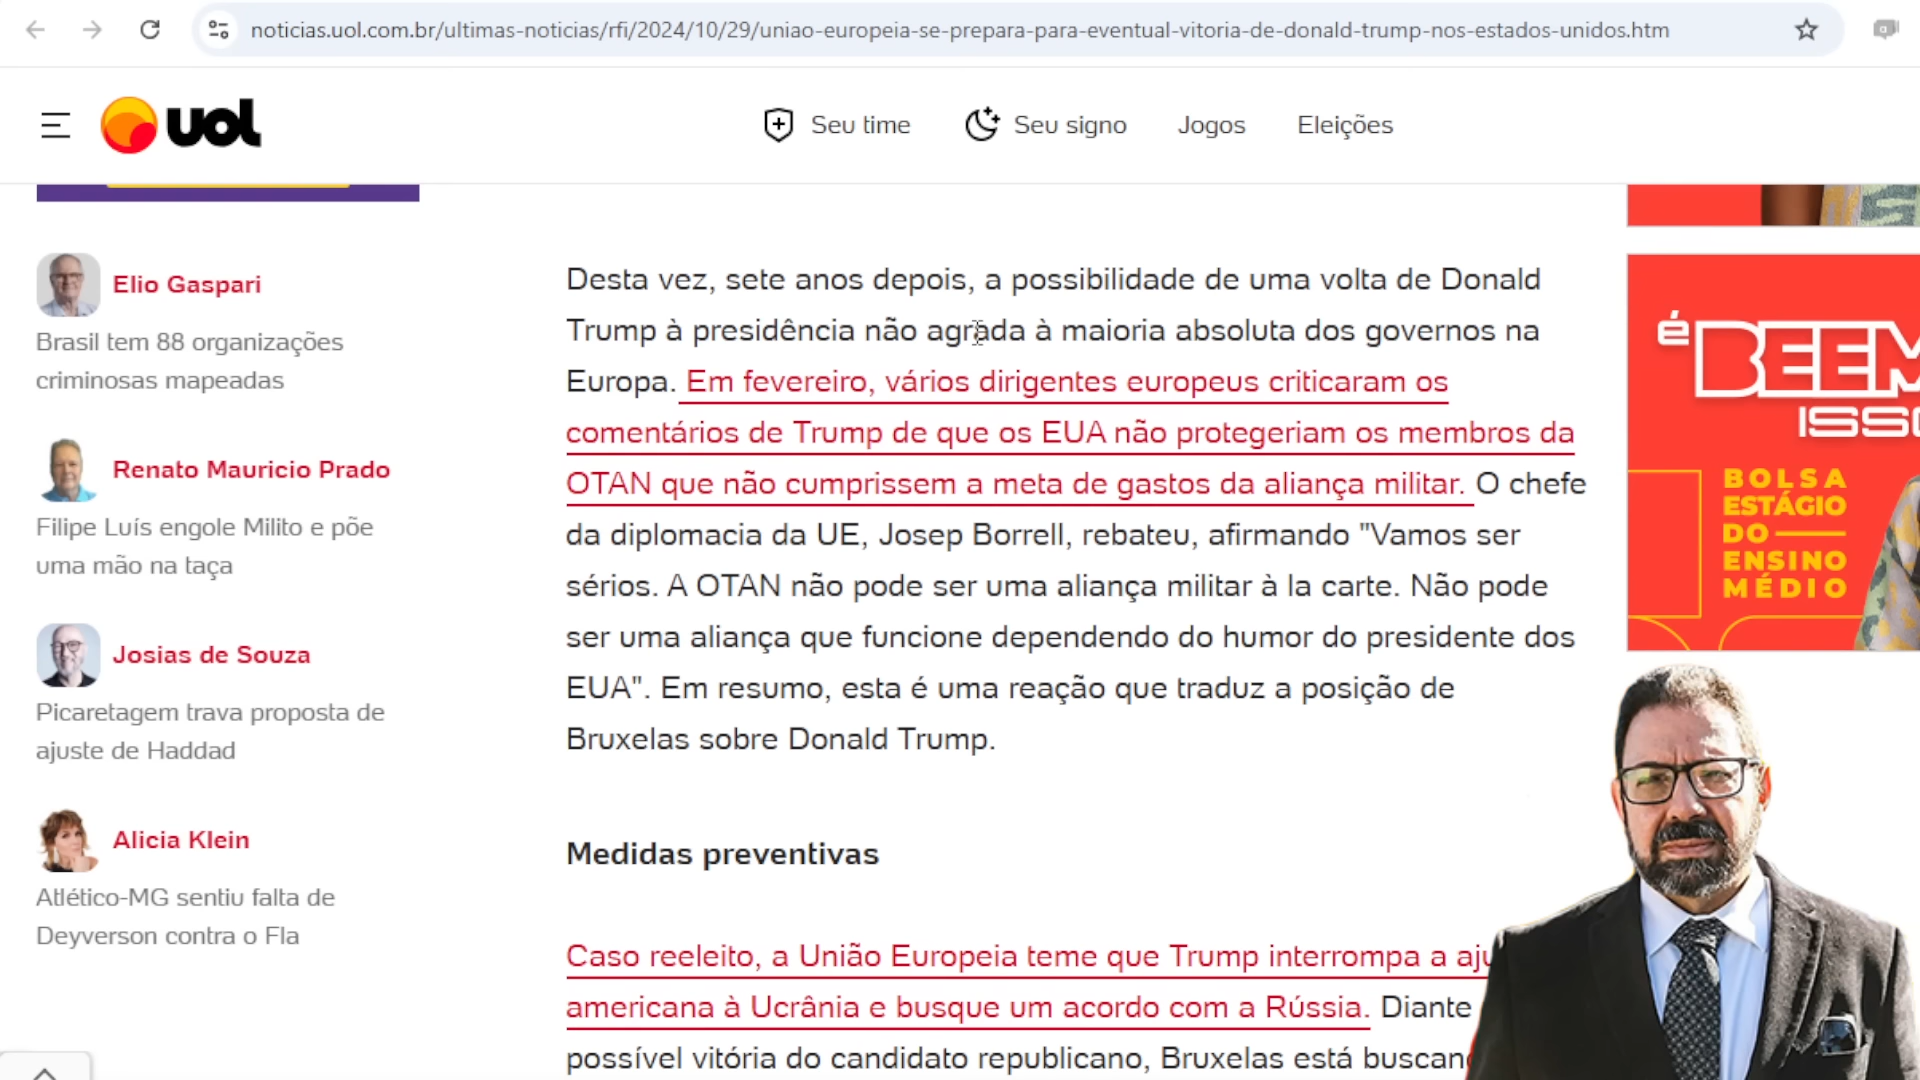 noticias.uol.com.br/ultimas-noticias/rfi/2024/10/29/uniao-europeia-se-prepara-para-eventual-vitoria-de-donald-trump-nos-estados-unidos.htm
uol
Seu time
Seu signo
Jogos
Eleições
Elio Gaspari
Brasil tem 88 organizações
criminosas mapeadas
Renato Mauricio Prado
Filipe Luís engole Milito e põe
uma mão na taça
Josias de Souza
Picaretagem trava proposta de
ajuste de Haddad
Alicia Klein
Atlético-MG sentiu falta de
Deyverson contra o Fla
Desta vez, sete anos depois, a possibilidade de uma volta de Donald
Trump à presidência não agrada à maioria absoluta dos governos na
Europa. Em fevereiro, vários dirigentes europeus criticaram os
comentários de Trump de que os EUA não protegeriam os membros da
OTAN que não cumprissem a meta de gastos da aliança militar. O chefe
da diplomacia da UE, Josep Borrell, rebateu, afirmando "Vamos ser
sérios. A OTAN não pode ser uma aliança militar à la carte. Não pode
ser uma aliança que funcione dependendo do humor do presidente dos
EUA". Em resumo, esta é uma reação que traduz a posição de
Bruxelas sobre Donald Trump.
Medidas preventivas
Caso reeleito, a União Europeia teme que Trump interrompa a aju
americana à Ucrânia e busque um acordo com a Rússia. Diante
possível vitória do candidato republicano, Bruxelas está buscan
é
BEEM
ISSO
BOLSA
ESTÁGIO
DO
ENSINO
MÉDIO